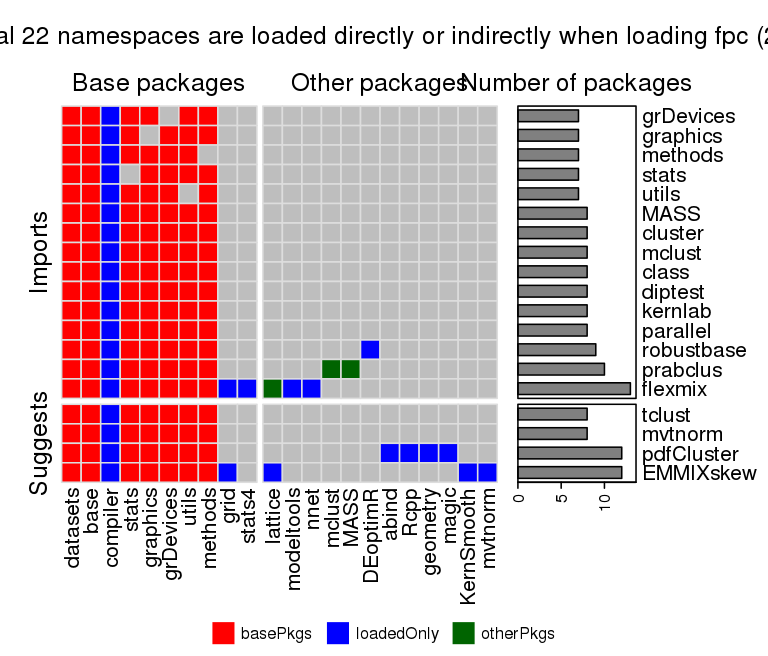 al 22 namespaces are loaded directly or indirectly when loading fpc (2
Base packages
Other packages
Number of packages
Imports
Suggests
grDevices
graphics
methods
stats
utils
MASS
cluster
mclust
class
diptest
kernlab
parallel
robustbase
prabclus
flexmix
tclust
mvtnorm
pdfCluster
EMMIXskew
0
5
10
datasets
base
compiler
stats
graphics
grDevices
utils
methods
grid
stats4
lattice
modeltools
nnet
mclust
MASS
DEoptimR
abind
Rcpp
geometry
magic
KernSmooth
mvtnorm
basePkgs
loadedOnly
otherPkgs